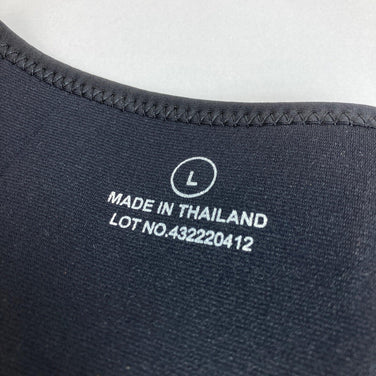 L
MADE IN THAILAND
LOT NO.432220412